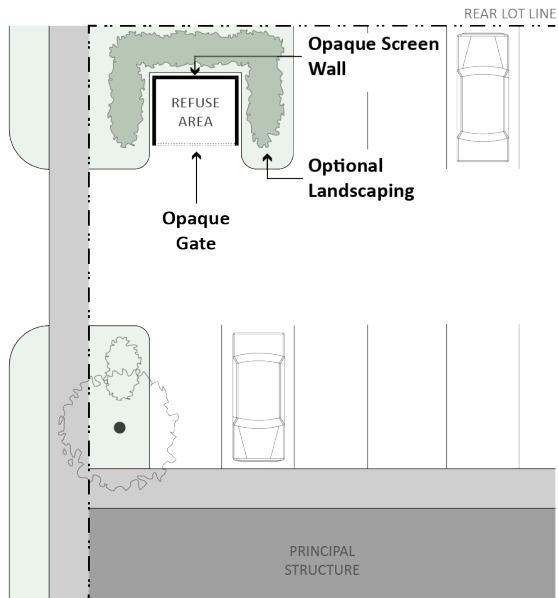 REAR LOT LINE
Opaque Screen
Wall
REFUSE
AREA
Optional
Landscaping
Opaque
Gate
PRINCIPAL
STRUCTURE